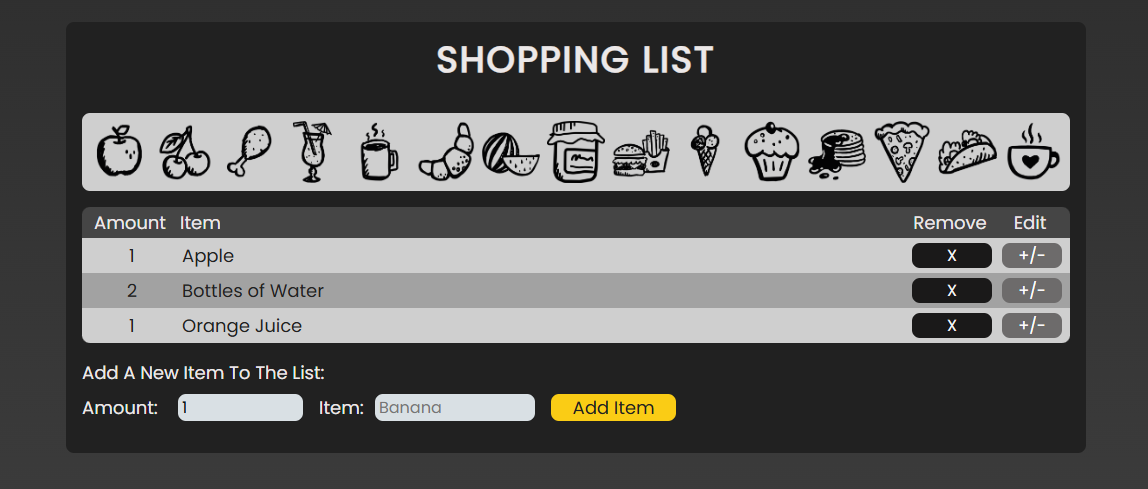 SHOPPING LIST
Amount Item Remove Edit
1 Apple X +/-
2 Bottles of Water X +/-
1 Orange Juice X +/-
Add A New Item To The List:
Amount: 1 Item: Banana Add Item